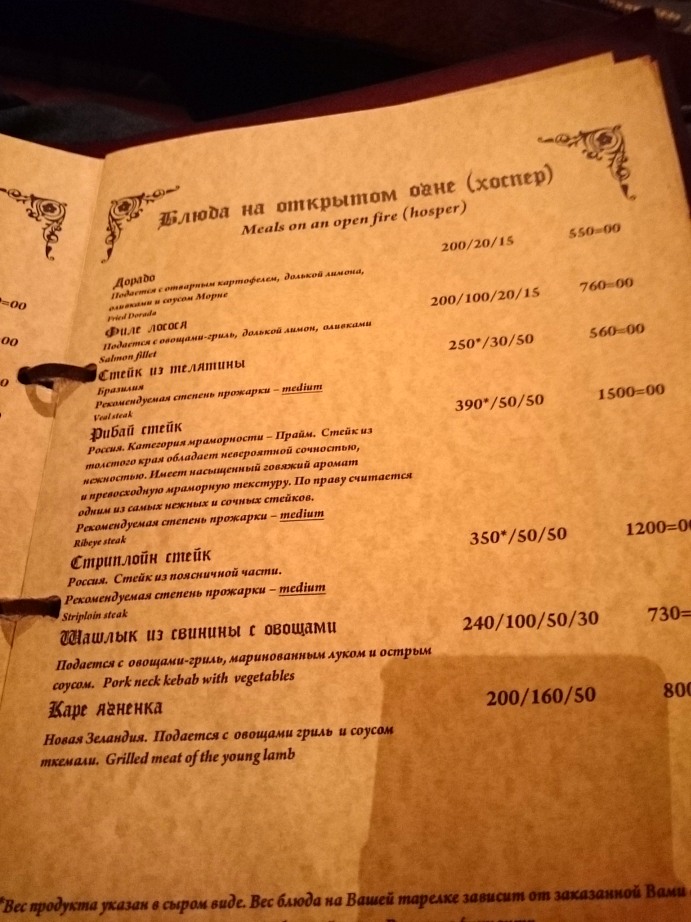 Блюда на открытом огне (хоспер)
Meals on an open fire (hosper)
Дорадо 200/20/15 550=00
Подается с отварным картофелем, долькой лимона,
оливками и соусом Морне
Fried Dorada
Филе лосося 200/100/20/15 760=00
Подается с овощами-гриль, долькой лимон, оливками
Salmon fillet
Стейк из телятины 250*/30/50 560=00
Бразилия
Рекомендуемая степень прожарки – medium
Veal steak
Рибай стейк 390*/50/50 1500=00
Россия. Категория мраморности – Прайм. Стейк из
толстого края обладает невероятной сочностью,
нежностью. Имеет насыщенный говяжий аромат
и превосходную мраморную текстуру. По праву считается
одним из самых нежных и сочных стейков.
Рекомендуемая степень прожарки – medium
Ribeye steak
Стриплойн стейк 350*/50/50 1200=00
Россия. Стейк из поясничной части.
Рекомендуемая степень прожарки – medium
Striploin steak
Шашлык из свинины с овощами 240/100/50/30 730=
Подается с овощами-гриль, маринованным луком и острым
соусом. Pork neck kebab with vegetables
Каре ягненка 200/160/50 800
Новая Зеландия. Подается с овощами гриль и соусом
ткемали. Grilled meat of the young lamb
*Вес продукта указан в сыром виде. Вес блюда на Вашей тарелке зависит от заказанной Вами